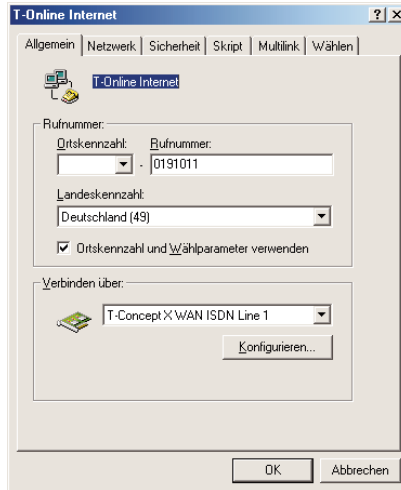 T-Online Internet
Allgemein Netzwerk Sicherheit Skript Multilink Wählen
T-Online Internet
Rufnummer:
Ortskennzahl: Rufnummer:
- 0191011
Landeskennzahl:
Deutschland (49)
Ortskennzahl und Wählparameter verwenden
Verbinden über:
T-Concept X WAN ISDN Line 1
Konfigurieren...
OK Abbrechen